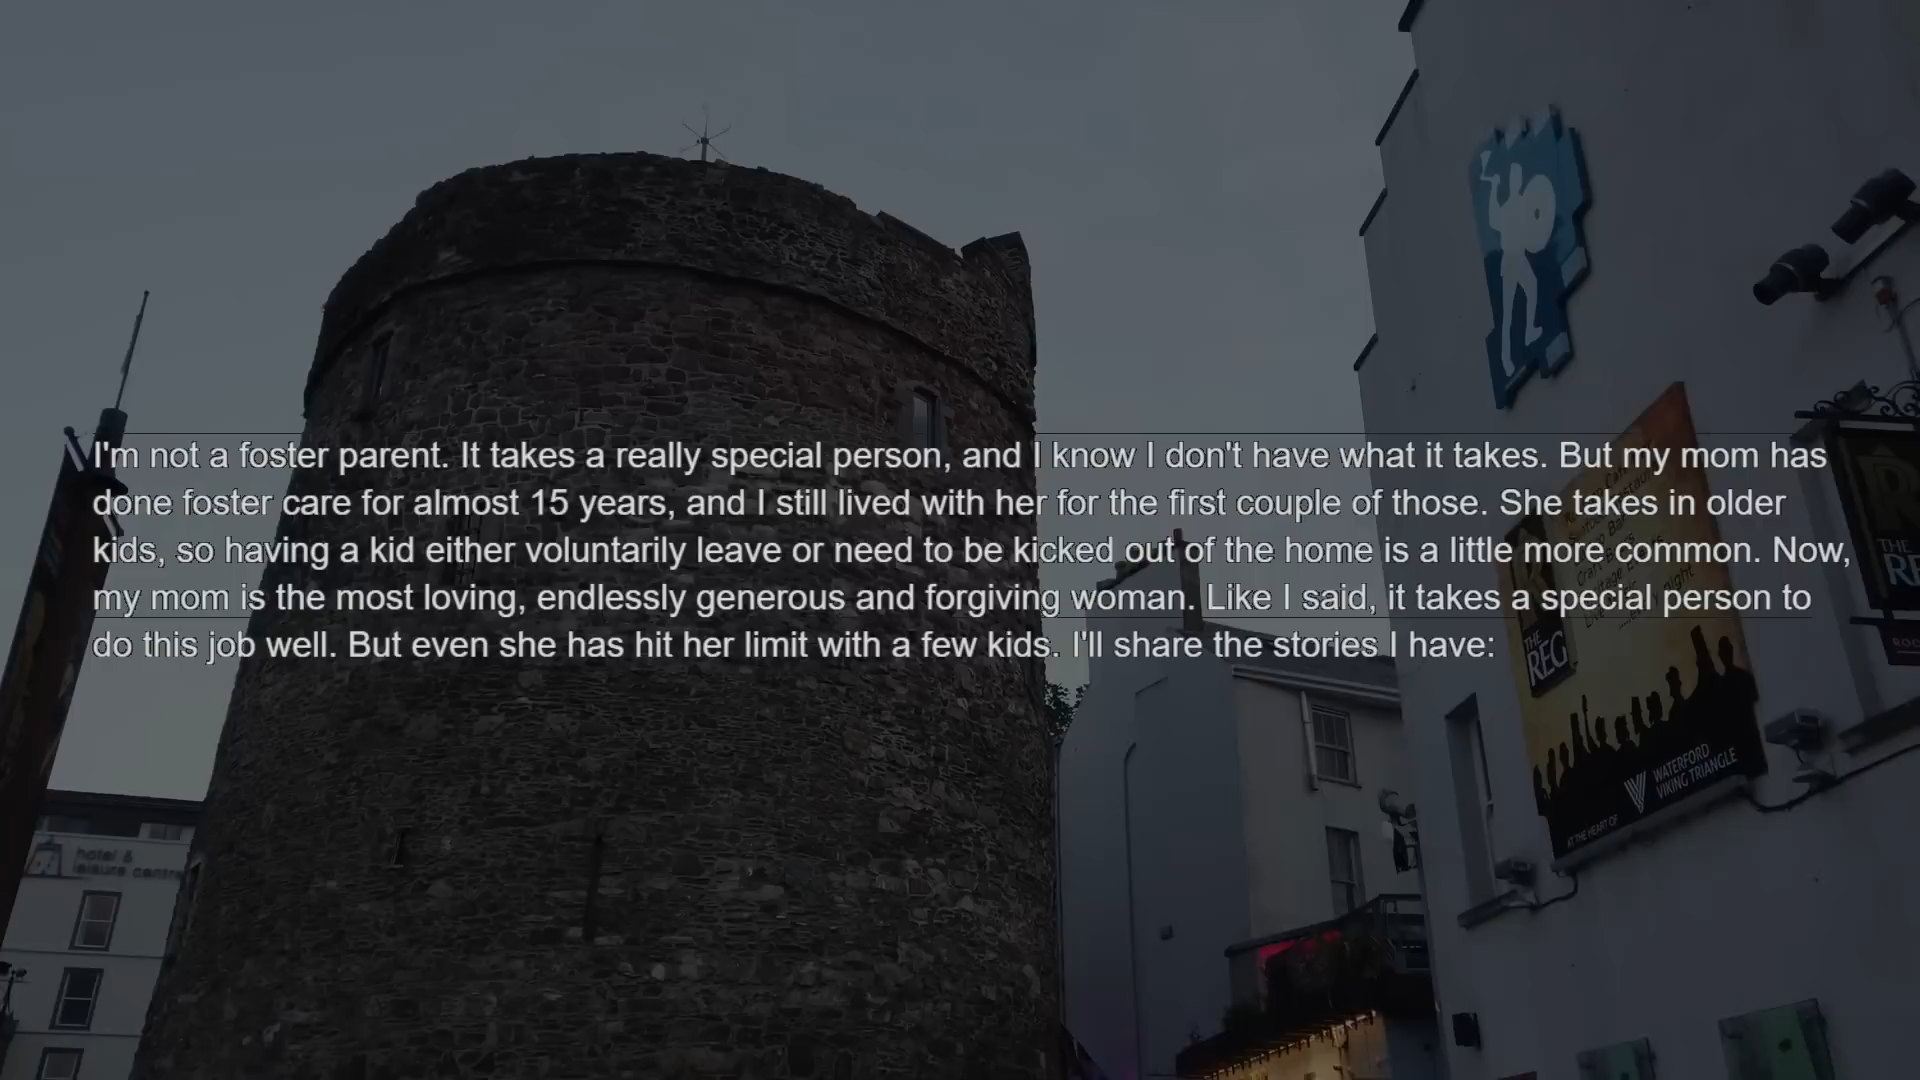 I'm not a foster parent. It takes a really special person, and I know I don't have what it takes. But my mom has
done foster care for almost 15 years, and I still lived with her for the first couple of those. She takes in older
kids, so having a kid either voluntarily leave or need to be kicked out of the home is a little more common. Now,
my mom is the most loving, endlessly generous and forgiving woman. Like I said, it takes a special person to
do this job well. But even she has hit her limit with a few kids. I'll share the stories I have:
THE
REG
WATERFORD
VIKING TRIANGLE
AT THE HEART OF
hotel &
leisure centre
THE